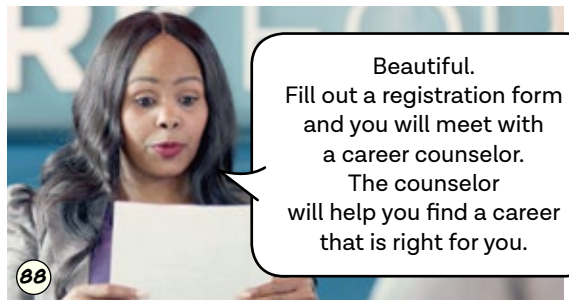 Beautiful.
Fill out a registration form
and you will meet with
a career counselor.
The counselor
will help you find a career
that is right for you.
88